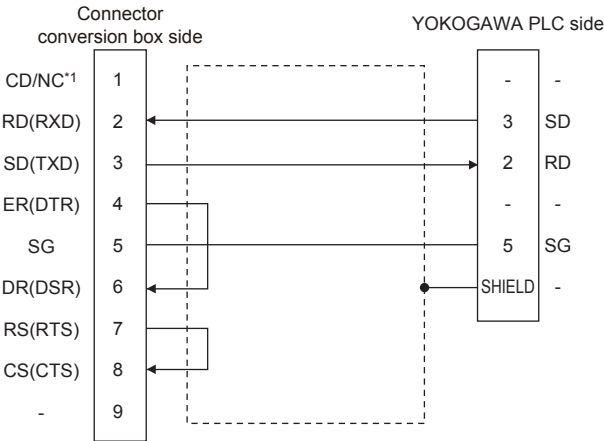 Connector
conversion box side
YOKOGAWA PLC side
CD/NC*1 1 - -
RD(RXD) 2 3 SD
SD(TXD) 3 2 RD
ER(DTR) 4 - -
SG 5 5 SG
DR(DSR) 6 SHIELD -
RS(RTS) 7
CS(CTS) 8
- 9